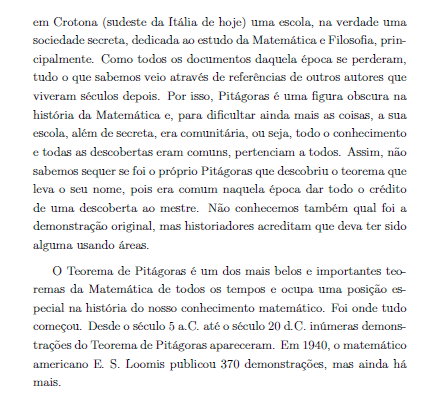 em Crotona (sudeste da Itália de hoje) uma escola, na verdade uma
sociedade secreta, dedicada ao estudo da Matemática e Filosofia, prin-
cipalmente. Como todos os documentos daquela época se perderam,
tudo o que sabemos veio através de referências de outros autores que
viveram séculos depois. Por isso, Pitágoras é uma figura obscura na
história da Matemática e, para dificultar ainda mais as coisas, a sua
escola, além de secreta, era comunitária, ou seja, todo o conhecimento
e todas as descobertas eram comuns, pertenciam a todos. Assim, não
sabemos sequer se foi o próprio Pitágoras que descobriu o teorema que
leva o seu nome, pois era comum naquela época dar todo o crédito
de uma descoberta ao mestre. Não conhecemos também qual foi a
demonstração original, mas historiadores acreditam que deva ter sido
alguma usando áreas.
O Teorema de Pitágoras é um dos mais belos e importantes teo-
remas da Matemática de todos os tempos e ocupa uma posição es-
pecial na história do nosso conhecimento matemático. Foi onde tudo
começou. Desde o século 5 a.C. até o século 20 d.C. inúmeras demons-
trações do Teorema de Pitágoras apareceram. Em 1940, o matemático
americano E. S. Loomis publicou 370 demonstrações, mas ainda há
mais.